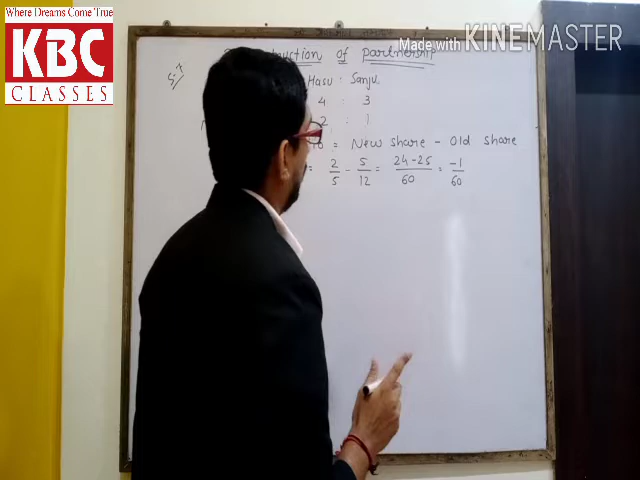 Where Dreams Come True
KBC
CLASSES
Made with KINEMASTER
of partnership
Hasu : Sanju
4 : 3
2 : 1
= New share - Old share
= 2/5 - 5/12 = 24-25/60 = -1/60